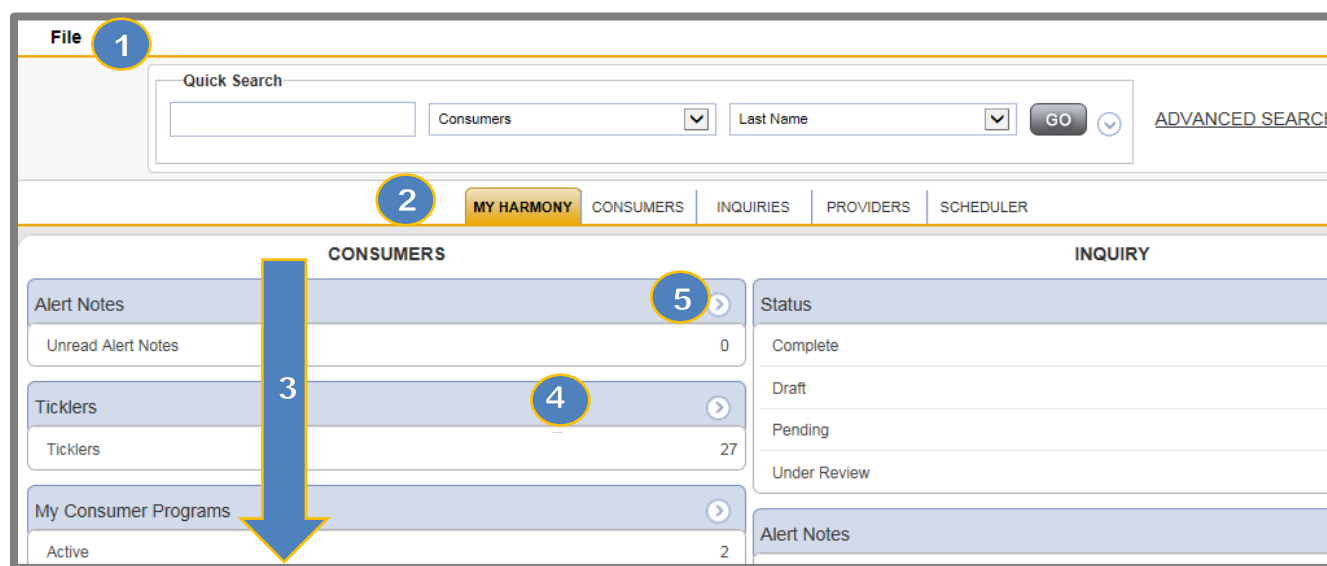 File 1
Quick Search
Consumers Last Name GO ADVANCED SEARCH
2 MY HARMONY CONSUMERS INQUIRIES PROVIDERS SCHEDULER
CONSUMERS
Alert Notes 5
Unread Alert Notes 0
3
Ticklers 4
Ticklers 27
My Consumer Programs
Active 2
INQUIRY
Status
Complete
Draft
Pending
Under Review
Alert Notes